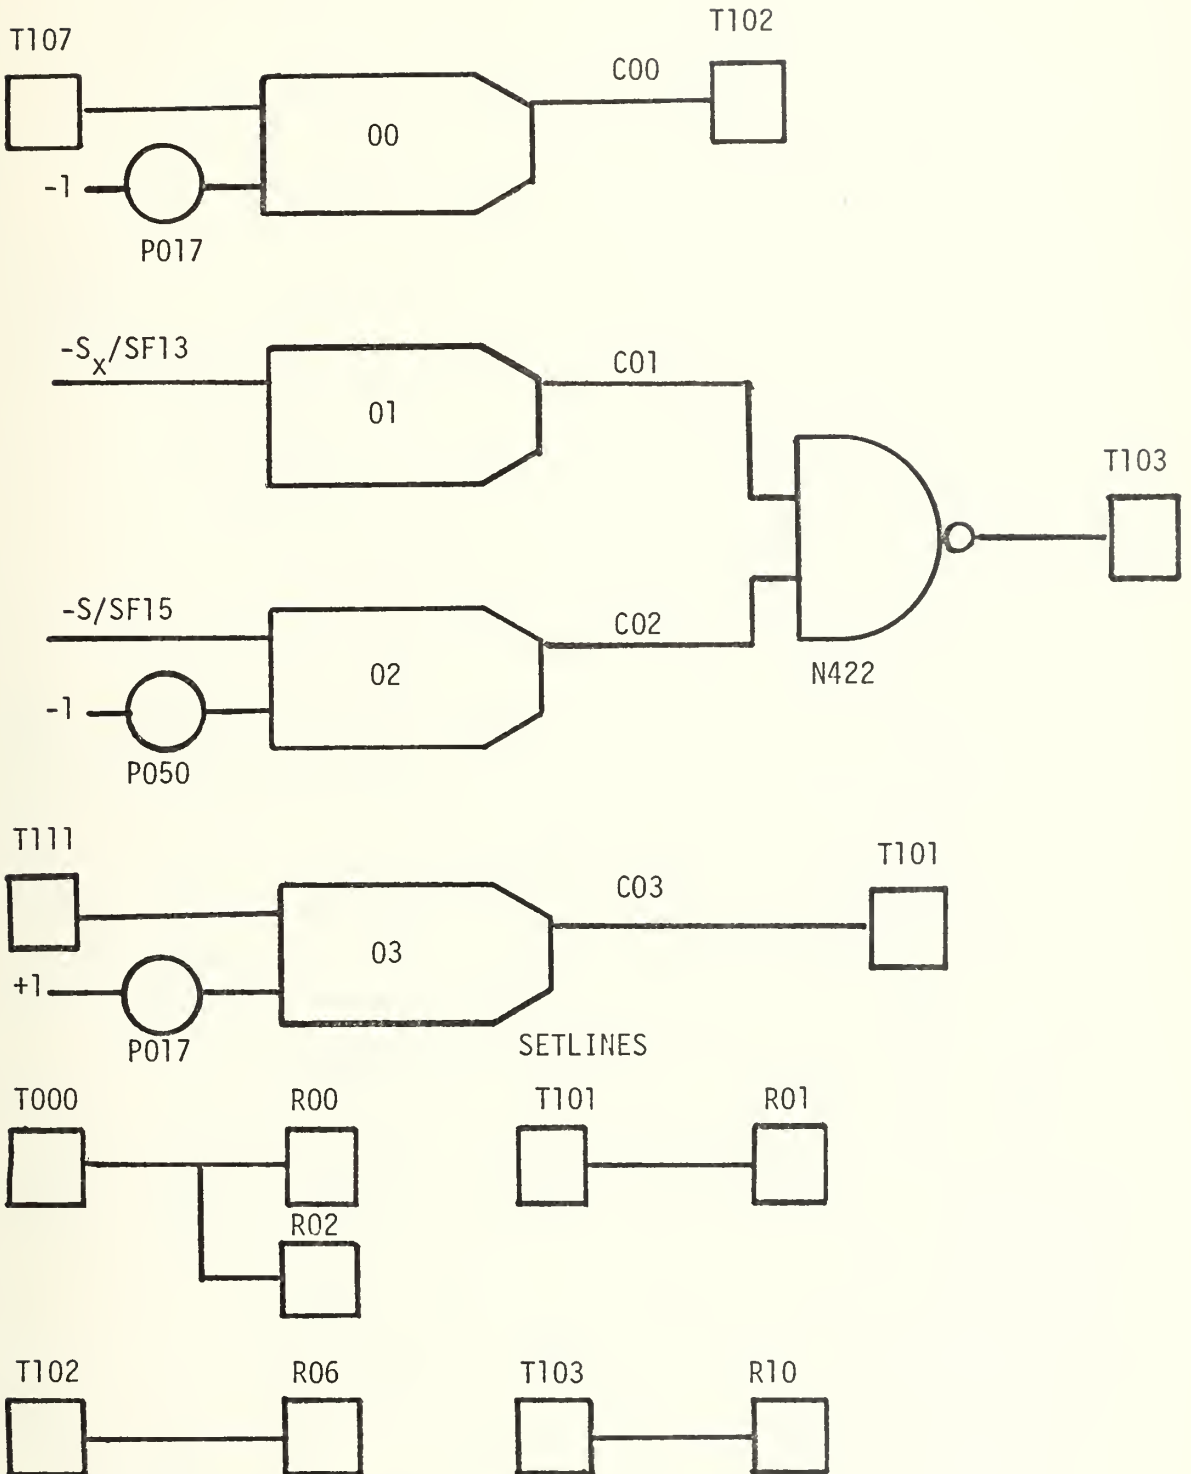 T107
T102
00
C00
-1
P017
-Sx/SF13
01
C01
T103
-S/SF15
02
C02
N422
-1
P050
T111
T101
03
C03
+1
P017
SETLINES
T000
R00
T101
R01
R02
T102
R06
T103
R10